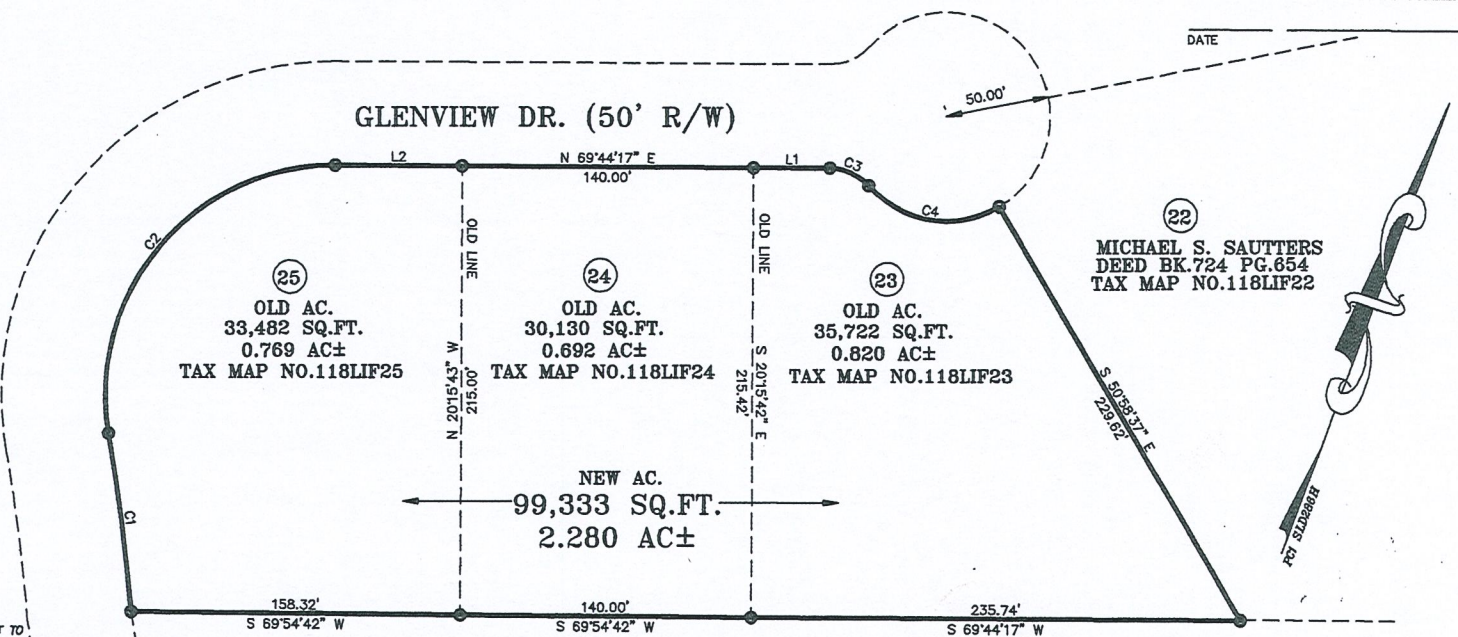 DATE
50.00'
GLENVIEW DR. (50' R/W)
L2
N 69°44'17" E
140.00'
L1
C3
C4
C2
C1
OLD LINE
OLD LINE
25
OLD AC.
33,482 SQ.FT.
0.769 AC±
TAX MAP NO.118LIF25
24
OLD AC.
30,130 SQ.FT.
0.692 AC±
TAX MAP NO.118LIF24
23
OLD AC.
35,722 SQ.FT.
0.820 AC±
TAX MAP NO.118LIF23
22
MICHAEL S. SAUTTERS
DEED BK.724 PG.654
TAX MAP NO.118LIF22
N 20°15'43" W
215.00'
S 20°15'42" E
215.42'
S 50°58'37" E
229.62'
NEW AC.
99,333 SQ.FT.
2.280 AC±
158.32'
S 69°54'42" W
140.00'
S 69°54'42" W
235.74'
S 69°44'17" W
TO